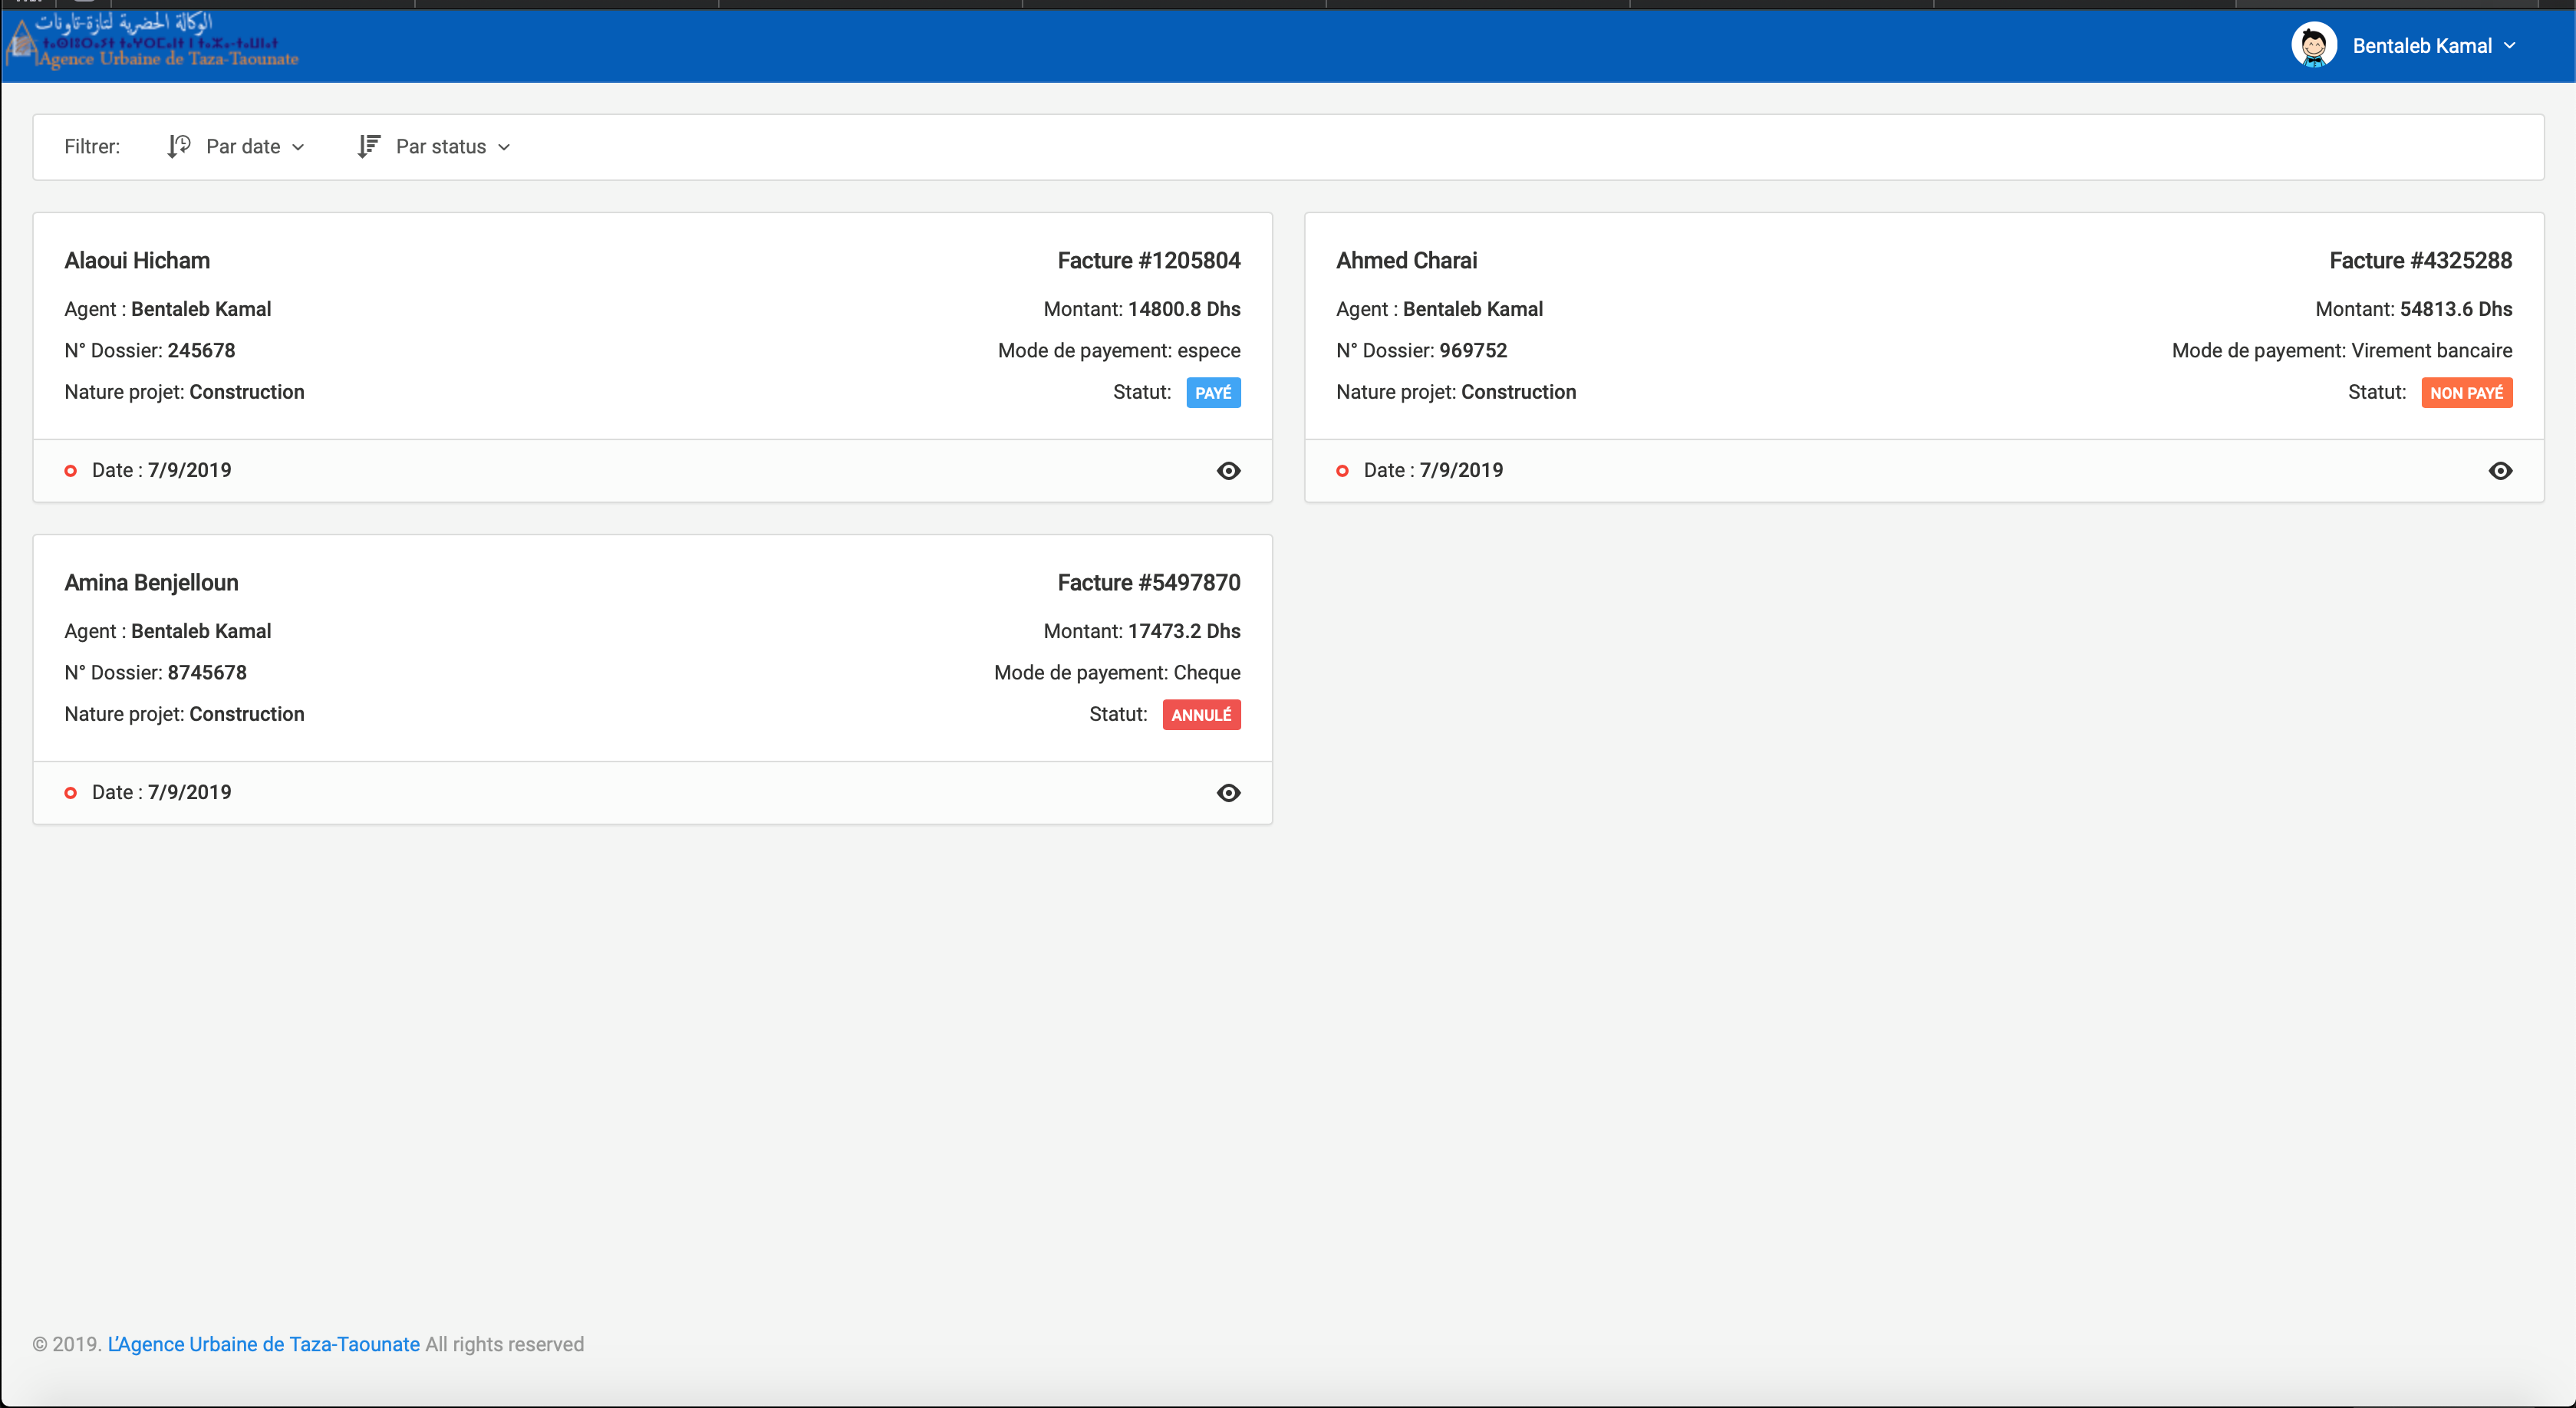 الوكالة الحضرية لتازة-تاونات
Agence Urbaine de Taza-Taounate
Bentaleb Kamal
Filtrer: Par date Par status
Alaoui Hicham Facture #1205804
Agent : Bentaleb Kamal Montant: 14800.8 Dhs
N° Dossier: 245678 Mode de payement: espece
Nature projet: Construction Statut: PAYÉ
Date : 7/9/2019
Ahmed Charai Facture #4325288
Agent : Bentaleb Kamal Montant: 54813.6 Dhs
N° Dossier: 969752 Mode de payement: Virement bancaire
Nature projet: Construction Statut: NON PAYÉ
Date : 7/9/2019
Amina Benjelloun Facture #5497870
Agent : Bentaleb Kamal Montant: 17473.2 Dhs
N° Dossier: 8745678 Mode de payement: Cheque
Nature projet: Construction Statut: ANNULÉ
Date : 7/9/2019
© 2019. L'Agence Urbaine de Taza-Taounate All rights reserved